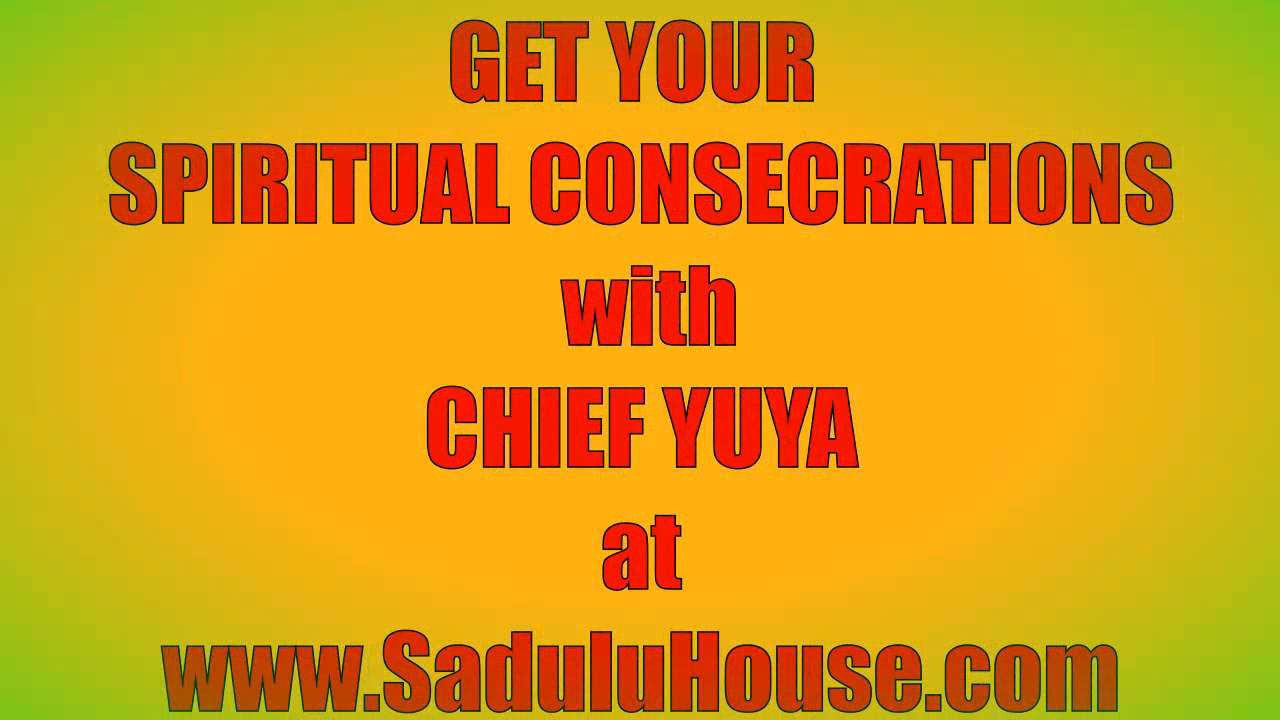 GET YOUR
SPIRITUAL CONSECRATIONS
with
CHIEF YUYA
at
www.SaduluHouse.com